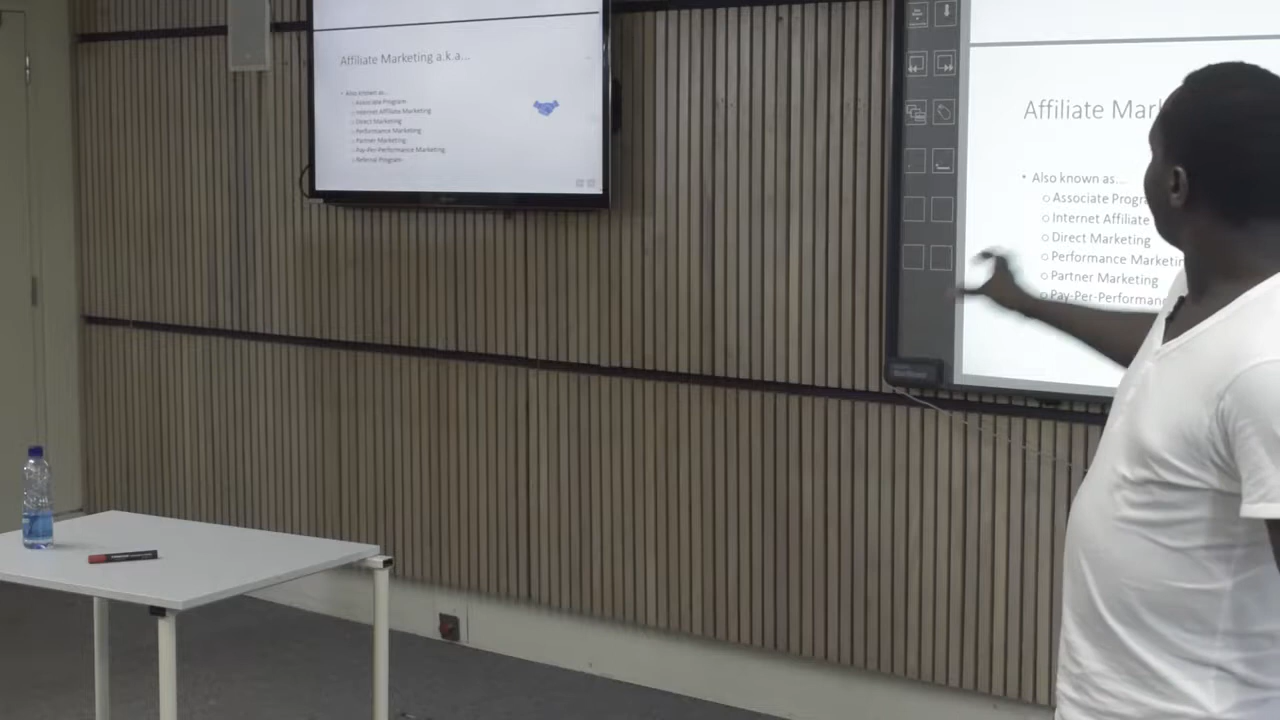 Affiliate Marketing a.k.a...
• Also known as...
○ Associate Program
○ Internet Affiliate Marketing
○ Direct Marketing
○ Performance Marketing
○ Partner Marketing
○ Pay-Per-Performance Marketing
○ Referral Program
Affiliate Mark
• Also known as...
○ Associate Progra
○ Internet Affiliate
○ Direct Marketing
○ Performance Marketin
○ Partner Marketing
○ Pay-Per-Performanc